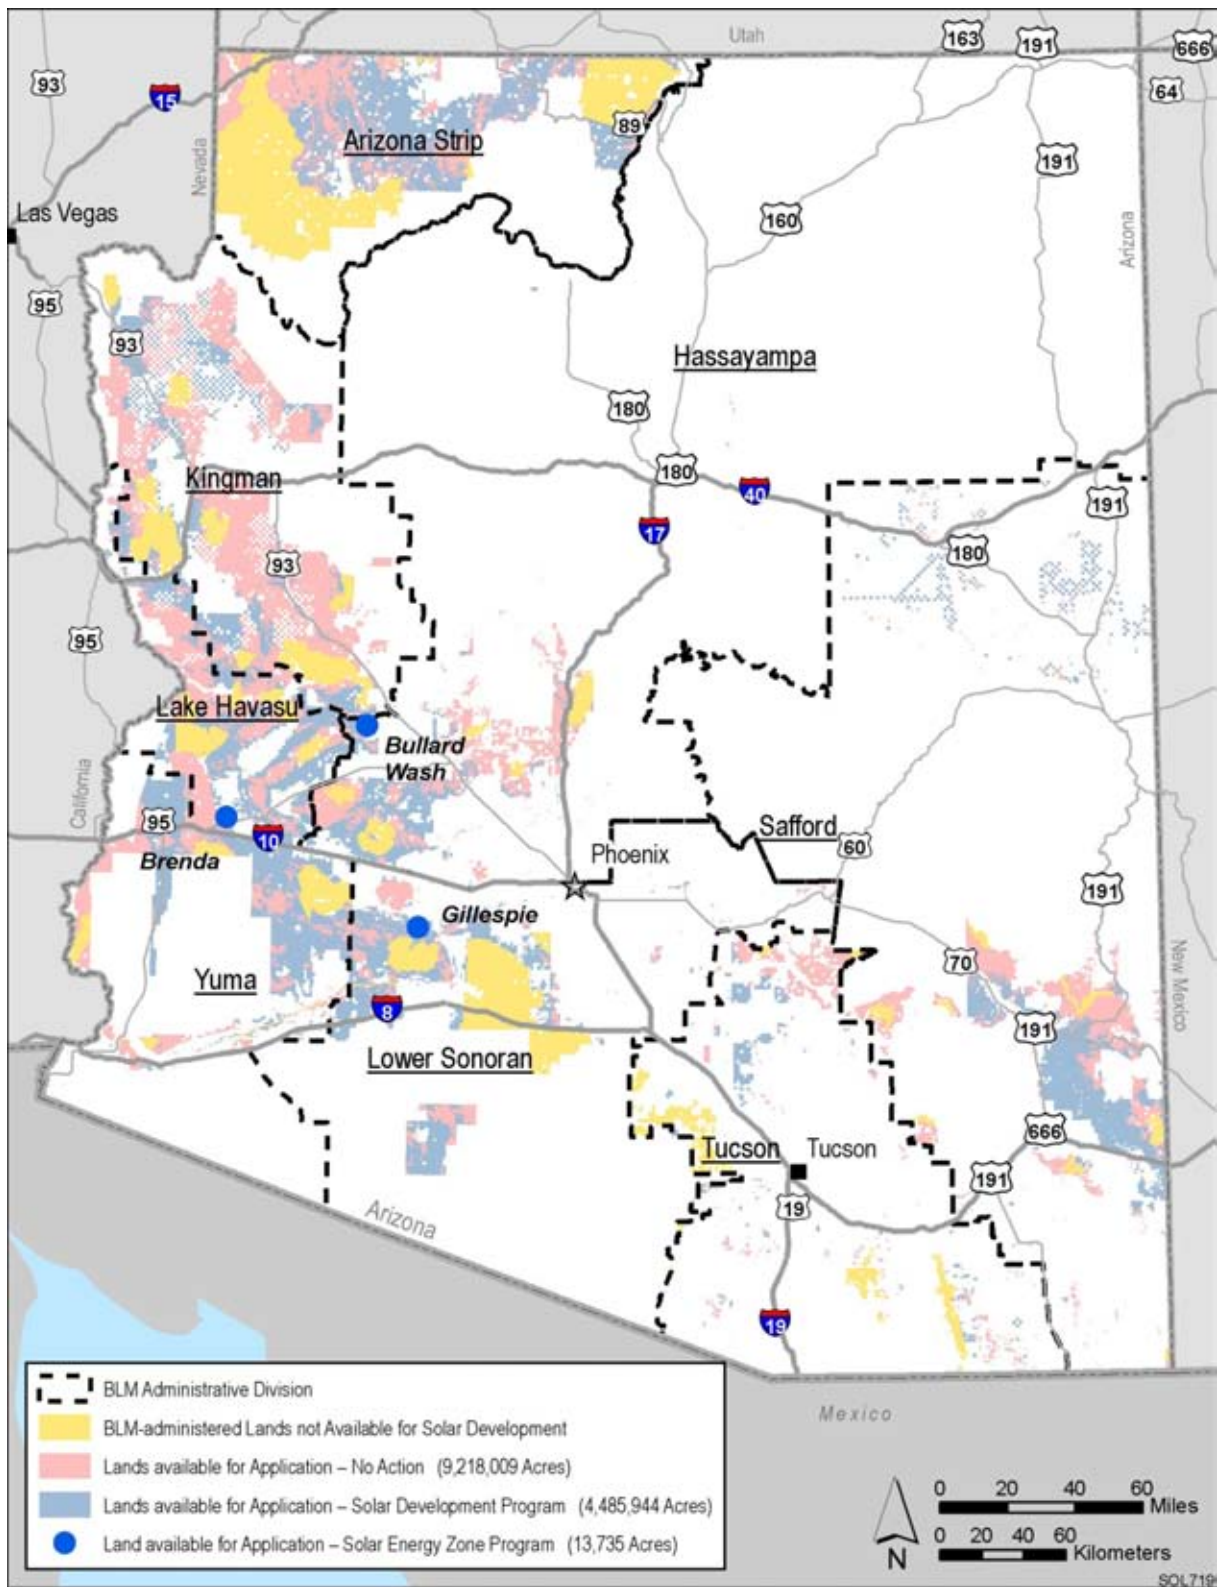 Utah
163
191
666
93
15
64
Arizona Strip
89
191
Nevada
Las Vegas
160
Arizona
95
93
Hassayampa
180
Kingman
180
40
191
17
180
93
95
Lake Havasu
Bullard
Wash
California
95
10
Safford
60
Brenda
Phoenix
191
Gillespie
70
Yuma
New Mexico
8
191
Lower Sonoran
666
Tucson
Tucson
191
19
Arizona
19
Mexico
BLM Administrative Division
BLM-administered Lands not Available for Solar Development
Lands available for Application – No Action (9,218,009 Acres)
Lands available for Application – Solar Development Program (4,485,944 Acres)
Land available for Application – Solar Energy Zone Program (13,735 Acres)
N
0 20 40 60 Miles
0 20 40 60 Kilometers
SOL719